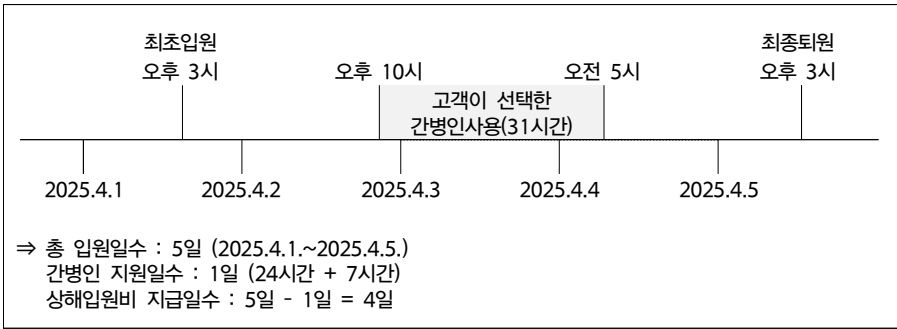 최초입원 최종퇴원
오후 3시 오후 10시 오전 5시 오후 3시
고객이 선택한
간병인사용(31시간)
2025.4.1 2025.4.2 2025.4.3 2025.4.4 2025.4.5
⇒ 총 입원일수 : 5일 (2025.4.1.~2025.4.5.)
간병인 지원일수 : 1일 (24시간 + 7시간)
상해입원비 지급일수 : 5일 - 1일 = 4일